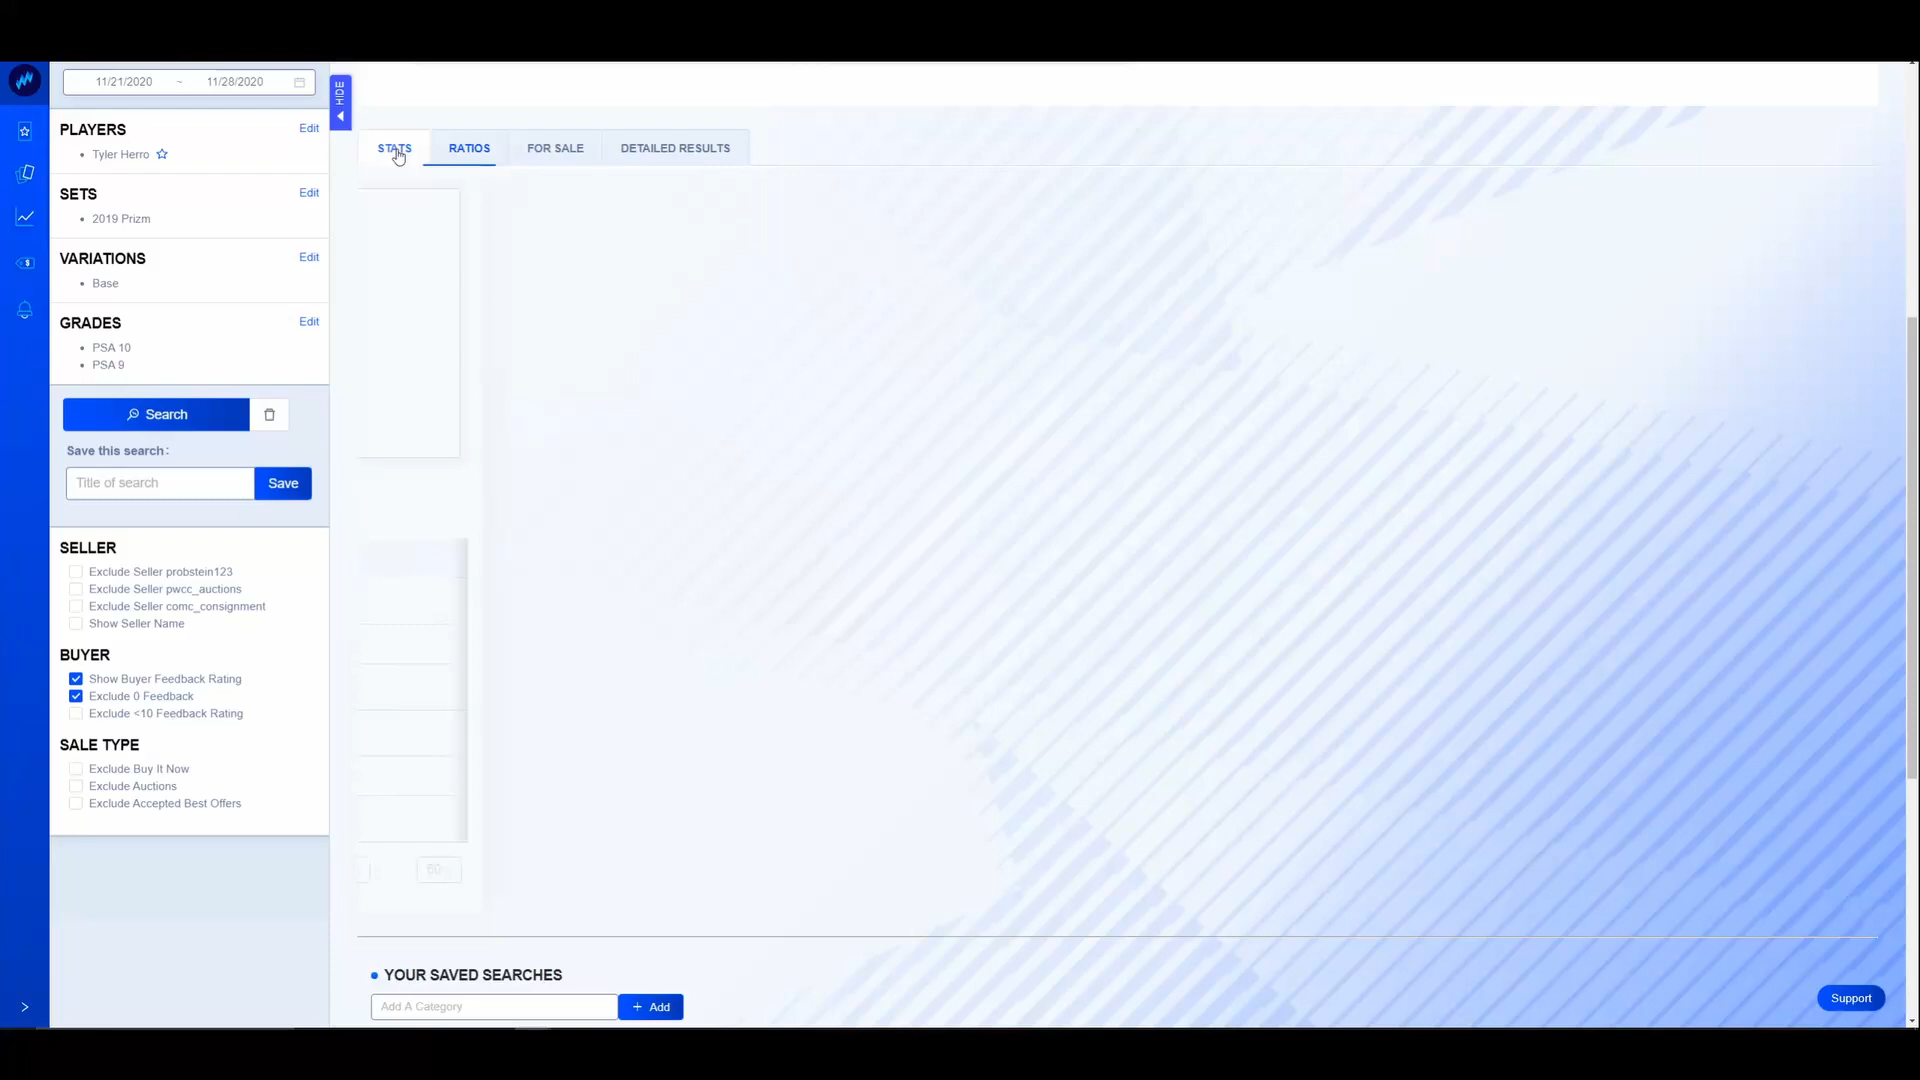 11/21/2020 ~ 11/28/2020
HIDE
PLAYERS Edit
Tyler Herro
SETS Edit
2019 Prizm
VARIATIONS Edit
Base
GRADES Edit
PSA 10
PSA 9
Search
Save this search:
Title of search Save
SELLER
Exclude Seller probstein123
Exclude Seller pwcc_auctions
Exclude Seller comc_consignment
Show Seller Name
BUYER
Show Buyer Feedback Rating
Exclude 0 Feedback
Exclude <10 Feedback Rating
SALE TYPE
Exclude Buy It Now
Exclude Auctions
Exclude Accepted Best Offers
STATS RATIOS FOR SALE DETAILED RESULTS
YOUR SAVED SEARCHES
Add A Category + Add
Support